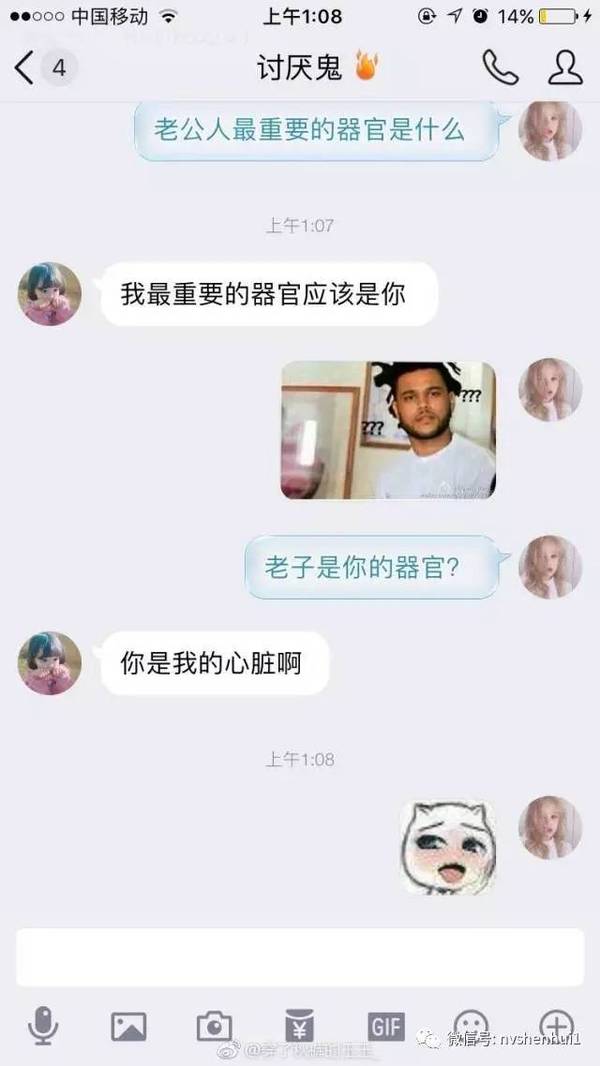 中国移动 上午1:08 14%
4 讨厌鬼
老公人最重要的器官是什么
上午1:07
我最重要的器官应该是你
???
???
老子是你的器官?
你是我的心脏啊
上午1:08
¥ GIF
微信号: nvshenhui1